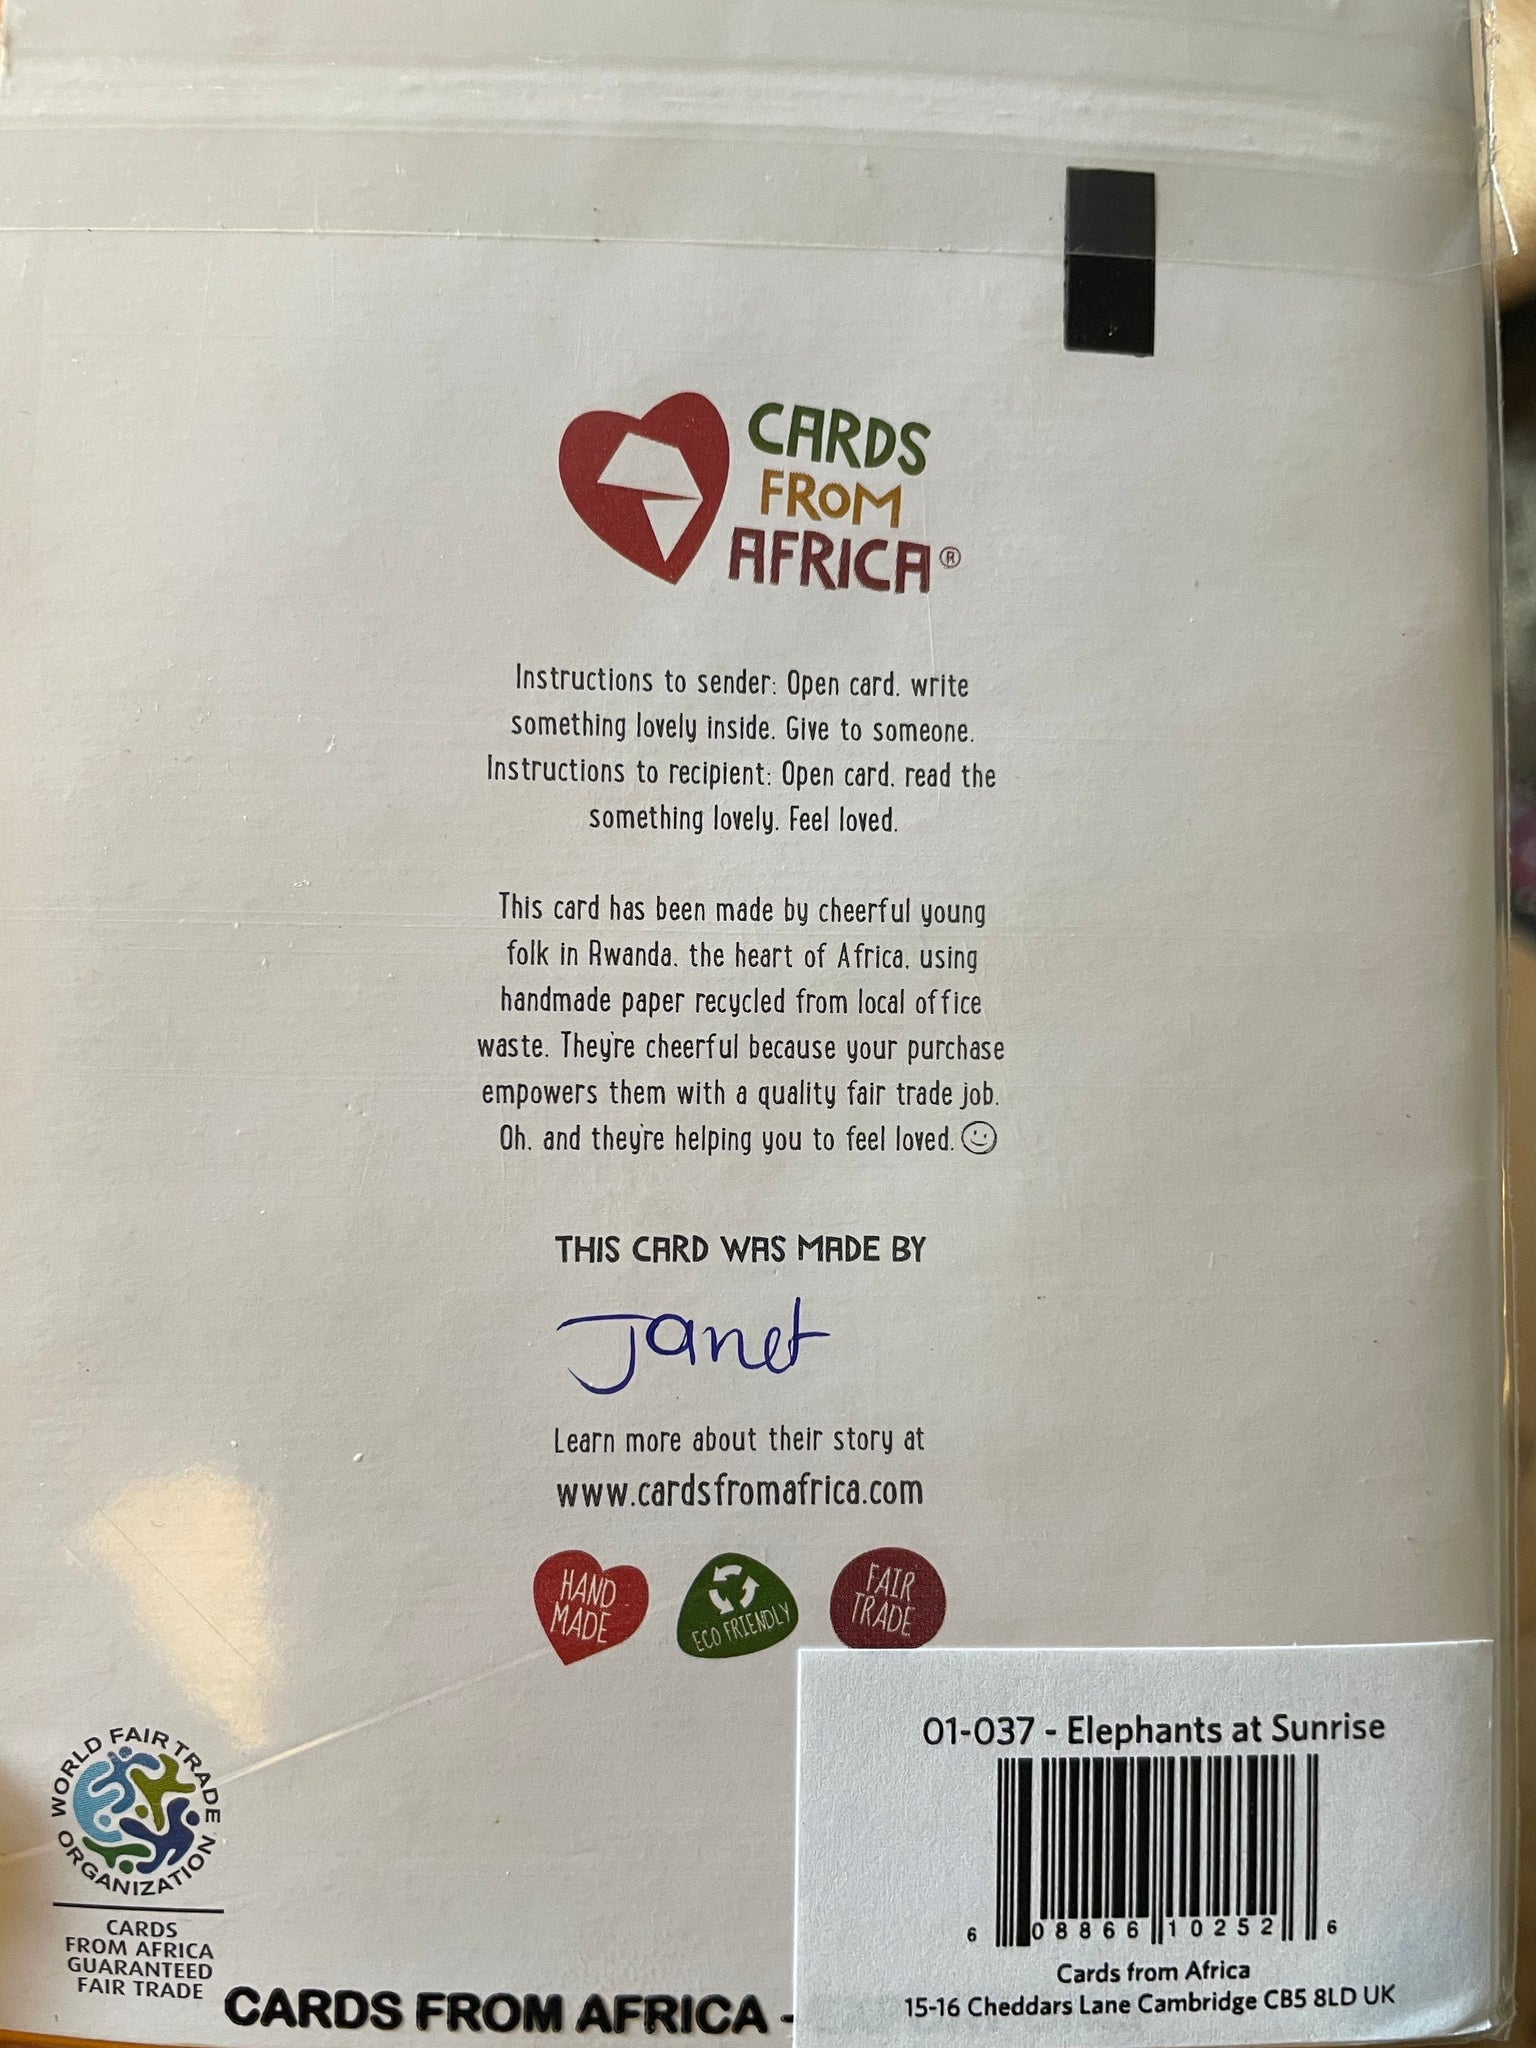 CARDS
FROM
AFRICA®
Instructions to sender: Open card, write
something lovely inside. Give to someone.
Instructions to recipient: Open card, read the
something lovely. Feel loved.
This card has been made by cheerful young
folk in Rwanda, the heart of Africa, using
handmade paper recycled from local office
waste. They're cheerful because your purchase
empowers them with a quality fair trade job.
Oh, and they're helping you to feel loved.
THIS CARD WAS MADE BY
Janet
Learn more about their story at
www.cardsfromafrica.com
HAND
MADE
ECO FRIENDLY
FAIR
TRADE
WORLD FAIR TRADE
ORGANIZATION
CARDS
FROM AFRICA
GUARANTEED
FAIR TRADE
CARDS FROM AFRICA -
01-037 - Elephants at Sunrise
6 08866 10252 6
Cards from Africa
15-16 Cheddars Lane Cambridge CB5 8LD UK